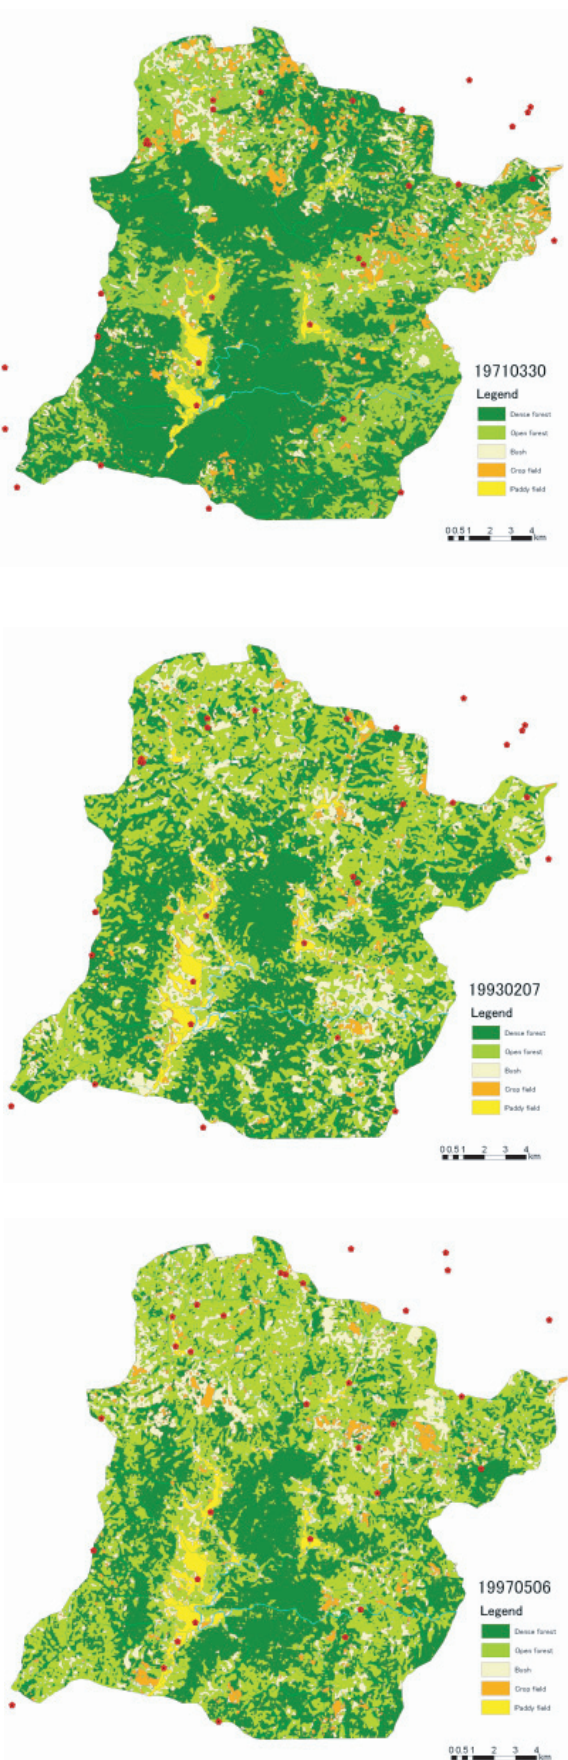 19710330
Legend
Dense forest
Open forest
Bush
Crop field
Paddy field
0 0.5 1 2 3 4
km
19930207
Legend
Dense forest
Open forest
Bush
Crop field
Paddy field
0 0.5 1 2 3 4
km
19970506
Legend
Dense forest
Open forest
Bush
Crop field
Paddy field
0 0.5 1 2 3 4
km